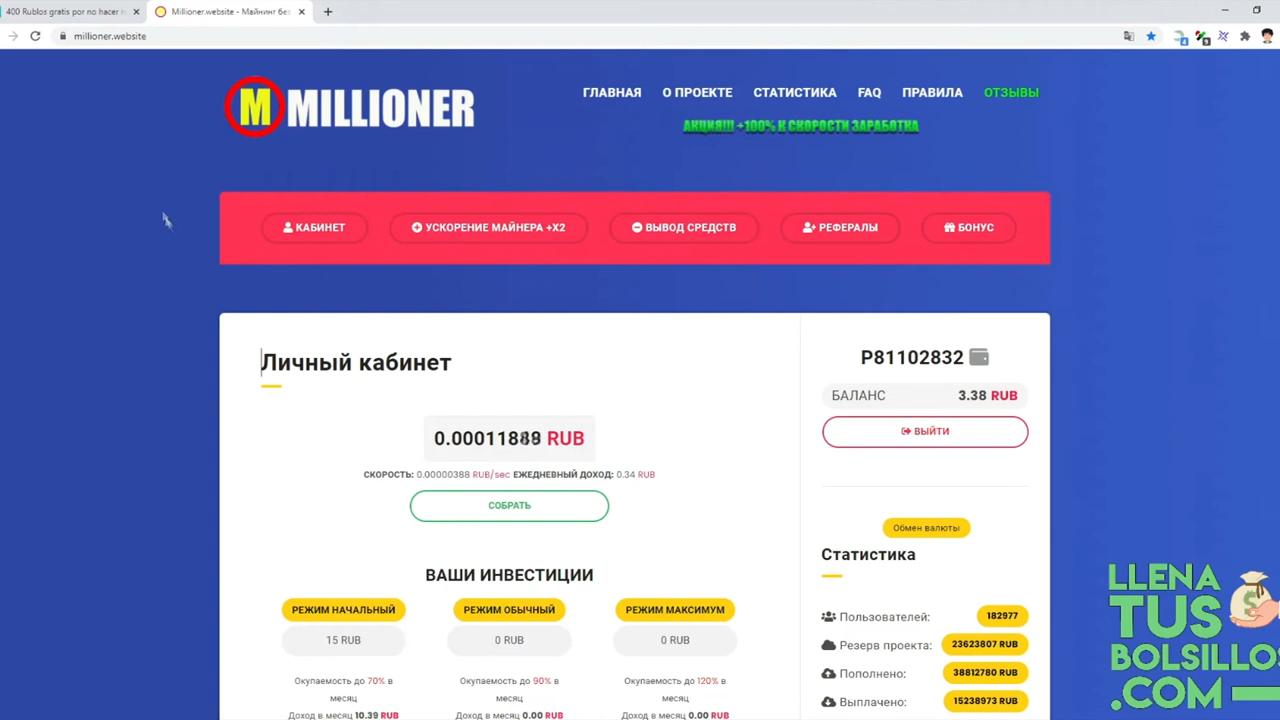 400 Rublos gratis por no hacer n
Millioner.website - Майнинг без
millioner.website
MILLIONER
ГЛАВНАЯ О ПРОЕКТЕ СТАТИСТИКА FAQ ПРАВИЛА ОТЗЫВЫ
АКЦИЯ!!! +100% К СКОРОСТИ ЗАРАБОТКА
КАБИНЕТ УСКОРЕНИЕ МАЙНЕРА +X2 ВЫВОД СРЕДСТВ РЕФЕРАЛЫ БОНУС
Личный кабинет
0.00011888 RUB
СКОРОСТЬ: 0.00000388 RUB/sec ЕЖЕДНЕВНЫЙ ДОХОД: 0.34 RUB
СОБРАТЬ
ВАШИ ИНВЕСТИЦИИ
РЕЖИМ НАЧАЛЬНЫЙ РЕЖИМ ОБЫЧНЫЙ РЕЖИМ МАКСИМУМ
15 RUB 0 RUB 0 RUB
Окупаемость до 70% в
месяц
Доход в месяц 10.39 RUB
Окупаемость до 90% в
месяц
Доход в месяц 0.00 RUB
Окупаемость до 120% в
месяц
Доход в месяц 0.00 RUB
P81102832
БАЛАНС 3.38 RUB
ВЫЙТИ
Обмен валюты
Статистика
Пользователей: 182977
Резерв проекта: 23623807 RUB
Пополнено: 38812780 RUB
Выплачено: 15238973 RUB
LLENA
TUS
BOLSILLOS
.COM